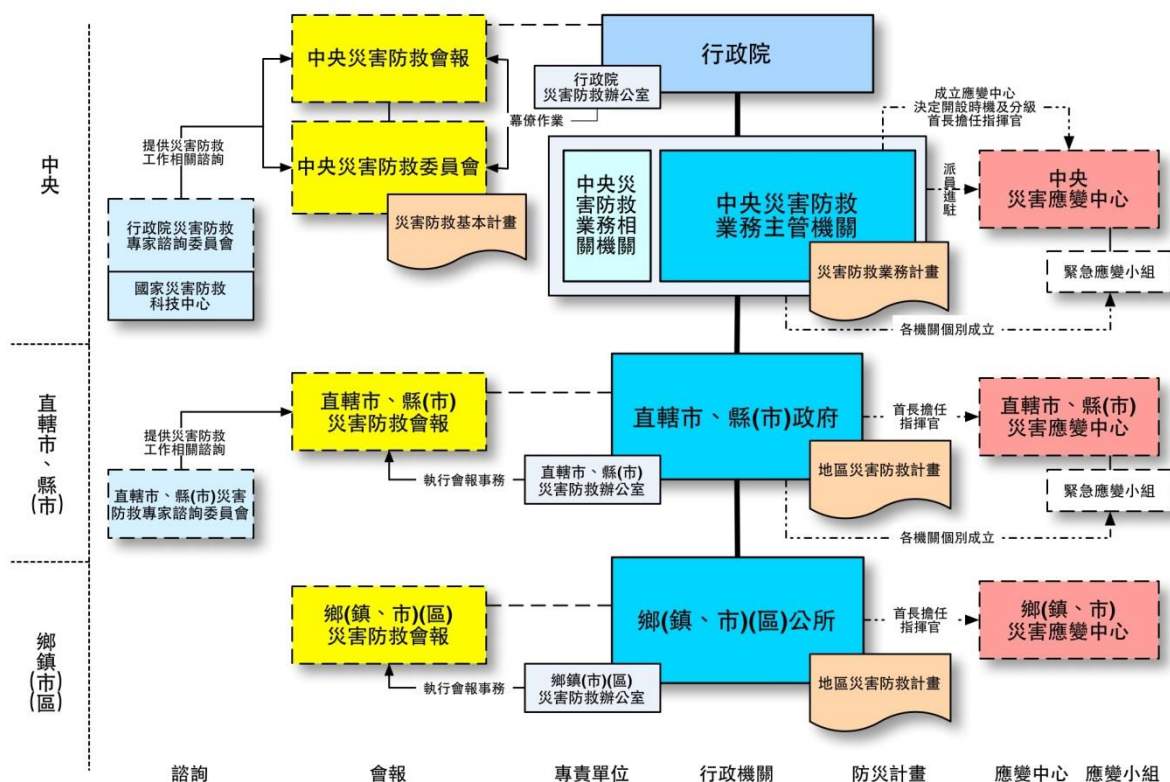 中央
直轄市、縣(市)
鄉鎮(市)(區)
中央災害防救會報
中央災害防救委員會
災害防救基本計畫
提供災害防救
工作相關諮詢
行政院災害防救
專家諮詢委員會
國家災害防救
科技中心
行政院
行政院
災害防救辦公室
幕僚作業
中央災
害防救
業務相
關機關
中央災害防救
業務主管機關
災害防救業務計畫
成立應變中心
決定開設時機及分級
首長擔任指揮官
派員進駐
中央
災害應變中心
緊急應變小組
各機關個別成立
直轄市、縣(市)
災害防救會報
提供災害防救
工作相關諮詢
直轄市、縣(市)災害
防救專家諮詢委員會
執行會報事務
直轄市、縣(市)
災害防救辦公室
直轄市、縣(市)政府
地區災害防救計畫
首長擔任
指揮官
直轄市、縣(市)
災害應變中心
緊急應變小組
各機關個別成立
鄉(鎮、市)(區)
災害防救會報
執行會報事務
鄉鎮(市)(區)
災害防救辦公室
鄉(鎮、市)(區)公所
地區災害防救計畫
首長擔任
指揮官
鄉(鎮、市)
災害應變中心
諮詢
會報
專責單位
行政機關
防災計畫
應變中心
應變小組